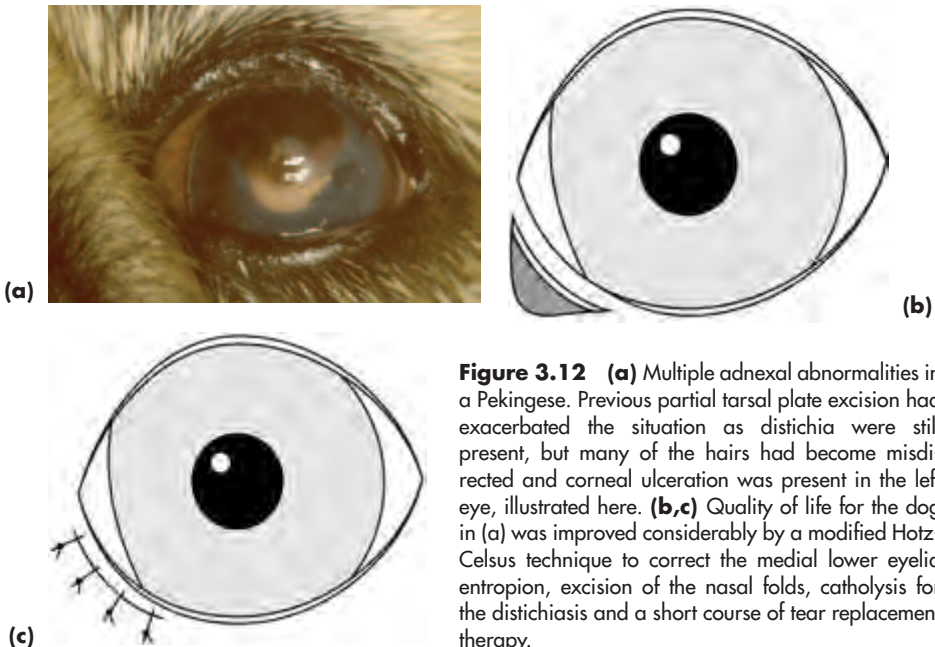 (a)
(b)
(c)
Figure 3.12 (a) Multiple adnexal abnormalities in
a Pekingese. Previous partial tarsal plate excision had
exacerbated the situation as distichia were stil
present, but many of the hairs had become misdi
rected and corneal ulceration was present in the left
eye, illustrated here. (b,c) Quality of life for the dog
in (a) was improved considerably by a modified Hotz
Celsus technique to correct the medial lower eyelid
entropion, excision of the nasal folds, catholysis for
the distichiasis and a short course of tear replacemen
therapy.